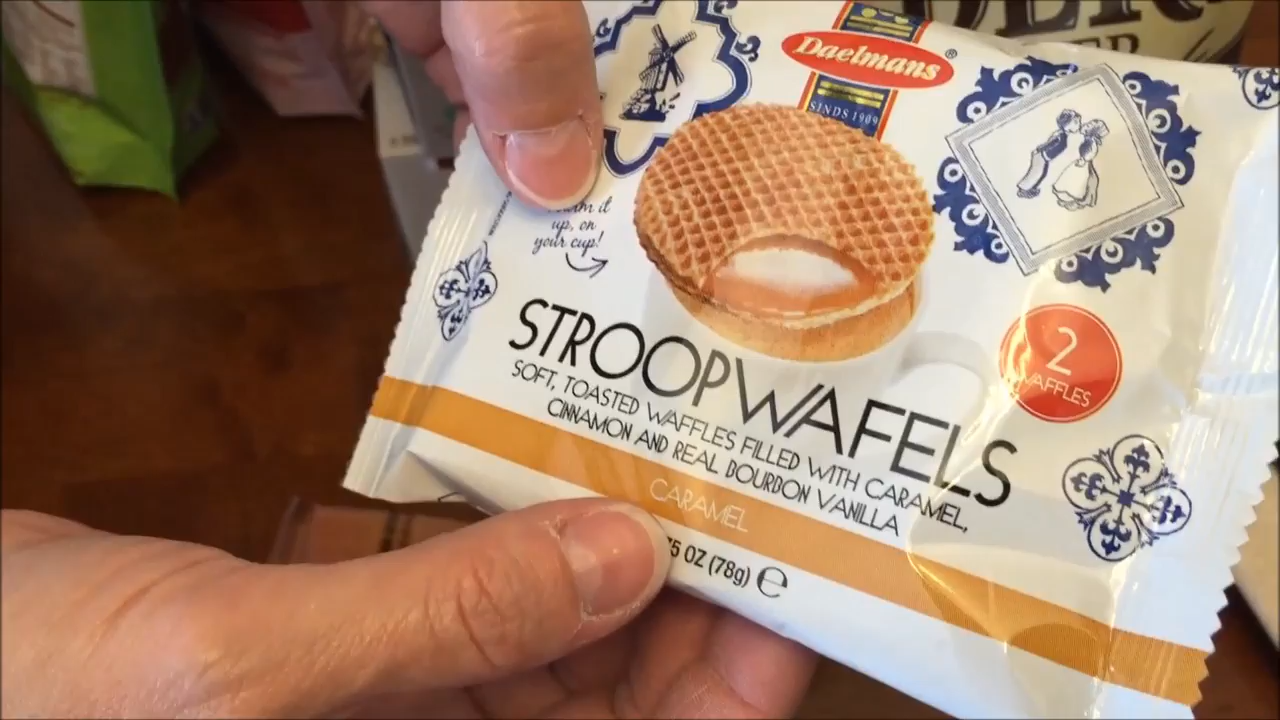 Daelmans®
SINDS 1909
it
up, on
your cup!
STROOPWAFELS
SOFT, TOASTED WAFFLES FILLED WITH CARAMEL,
CINNAMON AND REAL BOURBON VANILLA
2
WAFFLES
CARAMEL
75 OZ (78g) ℮